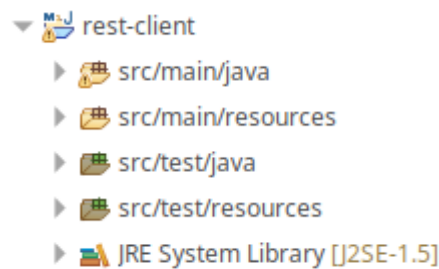 rest-client
src/main/java
src/main/resources
src/test/java
src/test/resources
JRE System Library [J2SE-1.5]